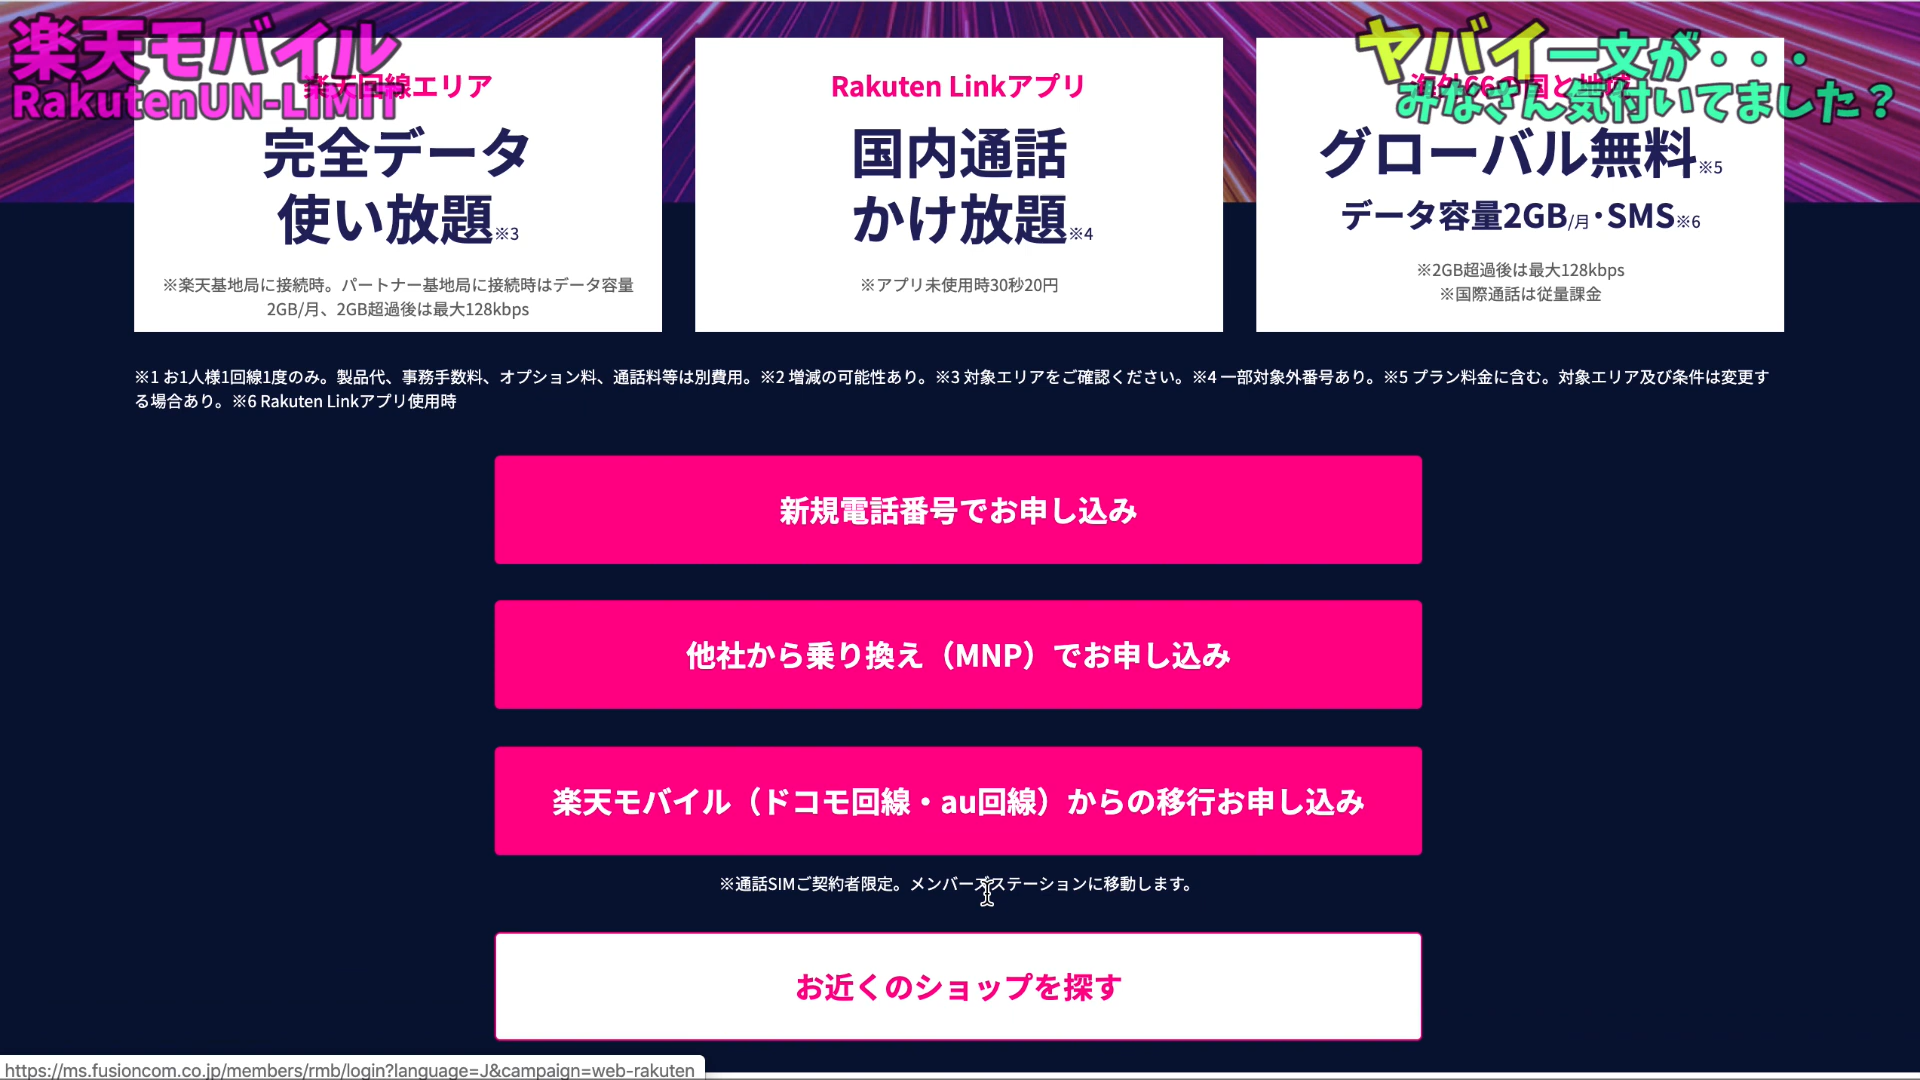 楽天モバイル
RakutenUN-LIMIT
ヤバイ一文が・・・
みなさん気付いてました?
楽天回線エリア
完全データ
使い放題※3
※楽天基地局に接続時。パートナー基地局に接続時はデータ容量
2GB/月、2GB超過後は最大128kbps
Rakuten Linkアプリ
国内通話
かけ放題※4
※アプリ未使用時30秒20円
海外66の国と地域
グローバル無料※5
データ容量2GB/月・SMS※6
※2GB超過後は最大128kbps
※国際通話は従量課金
※1 お1人様1回線1度のみ。製品代、事務手数料、オプション料、通話料等は別費用。※2 増減の可能性あり。※3 対象エリアをご確認ください。※4 一部対象外番号あり。※5 プラン料金に含む。対象エリア及び条件は変更す
る場合あり。※6 Rakuten Linkアプリ使用時
新規電話番号でお申し込み
他社から乗り換え（MNP）でお申し込み
楽天モバイル（ドコモ回線・au回線）からの移行お申し込み
※通話SIMご契約者限定。メンバーズステーションに移動します。
お近くのショップを探す
https://ms.fusioncom.co.jp/members/rmb/login?language=J&campaign=web-rakuten